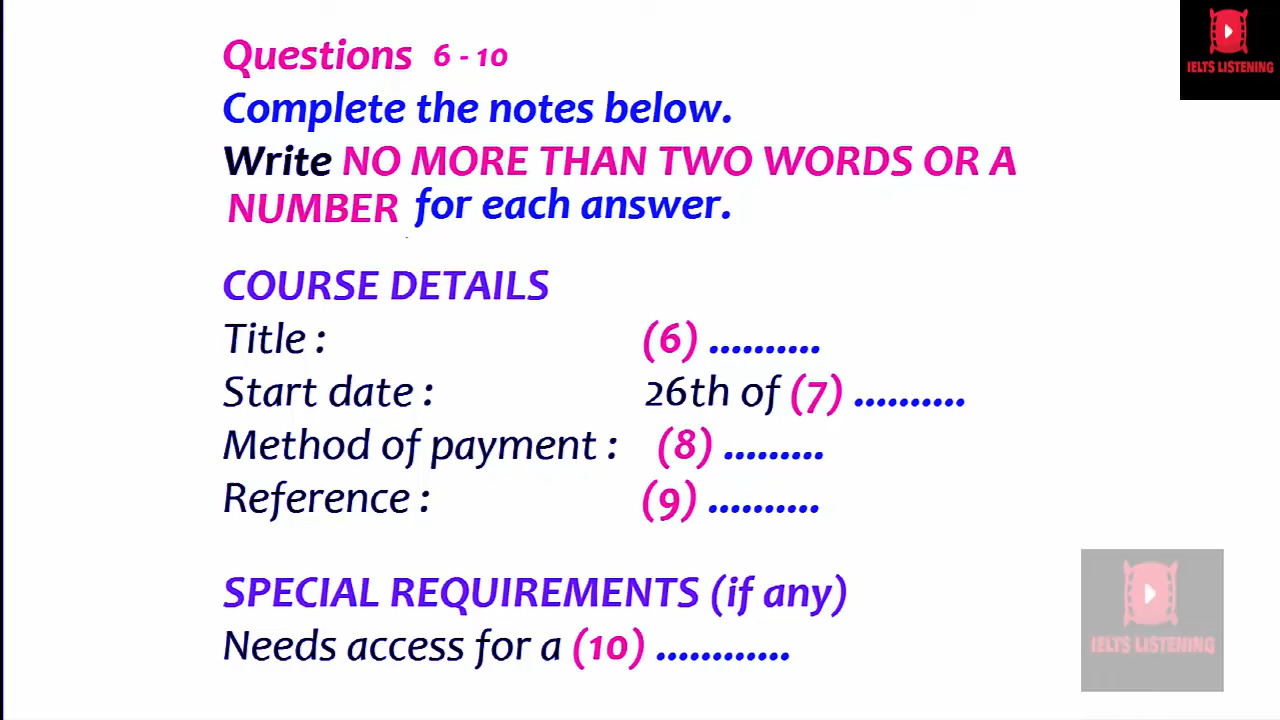 IELTS LISTENING
Questions 6 - 10
Complete the notes below.
Write NO MORE THAN TWO WORDS OR A
NUMBER for each answer.
COURSE DETAILS
Title : (6) ..........
Start date : 26th of (7) ..........
Method of payment : (8) .........
Reference : (9) ..........
SPECIAL REQUIREMENTS (if any)
Needs access for a (10) ............
IELTS LISTENING